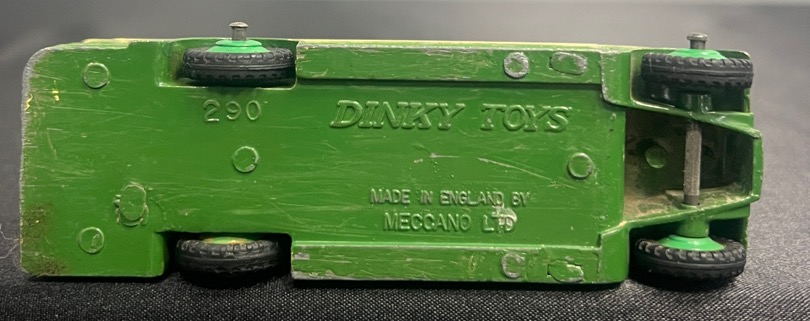 290
DINKY TOYS
MADE IN ENGLAND BY
MECCANO LTD